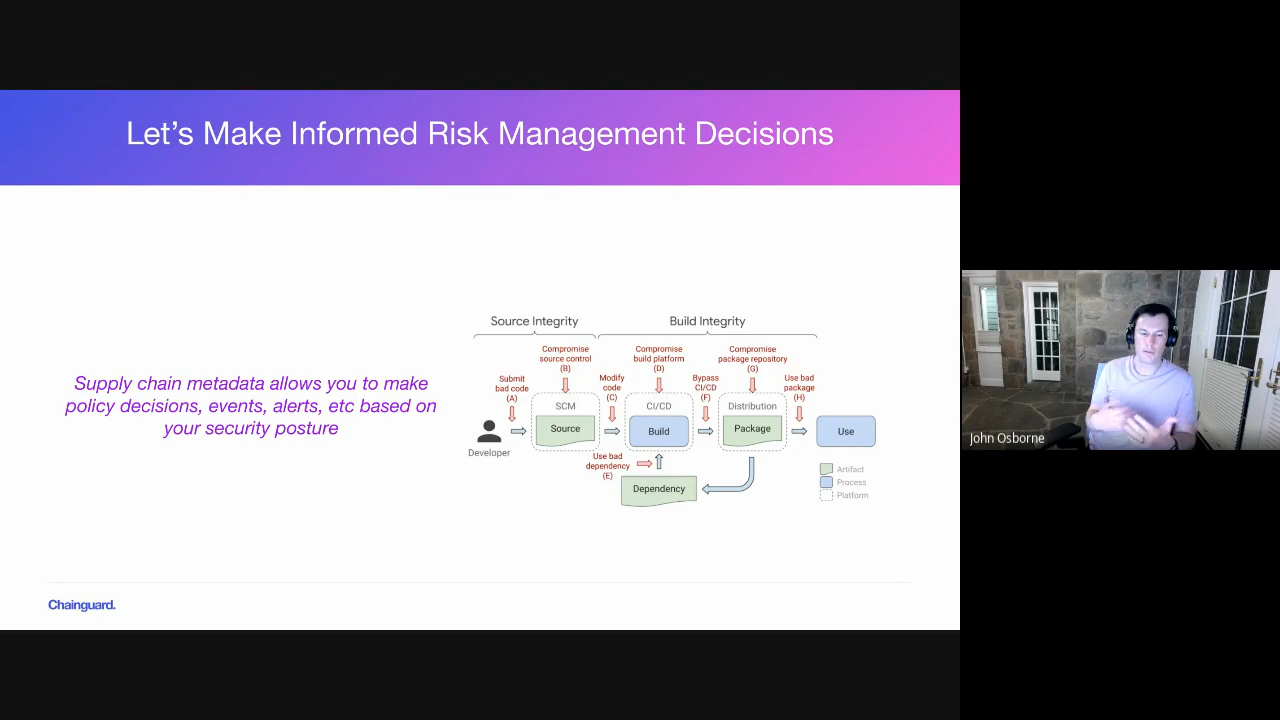 Let's Make Informed Risk Management Decisions
Supply chain metadata allows you to make
policy decisions, events, alerts, etc based on
your security posture
Source Integrity
Build Integrity
Compromise
source control
(B)
Compromise
build platform
(D)
Compromise
package repository
(G)
Submit
bad code
(A)
Modify
code
(C)
Bypass
CI/CD
(F)
Use bad
package
(H)
SCM
CI/CD
Distribution
Source
Build
Package
Use
Developer
Use bad
dependency
(E)
Dependency
Artifact
Process
Platform
Chainguard.
John Osborne